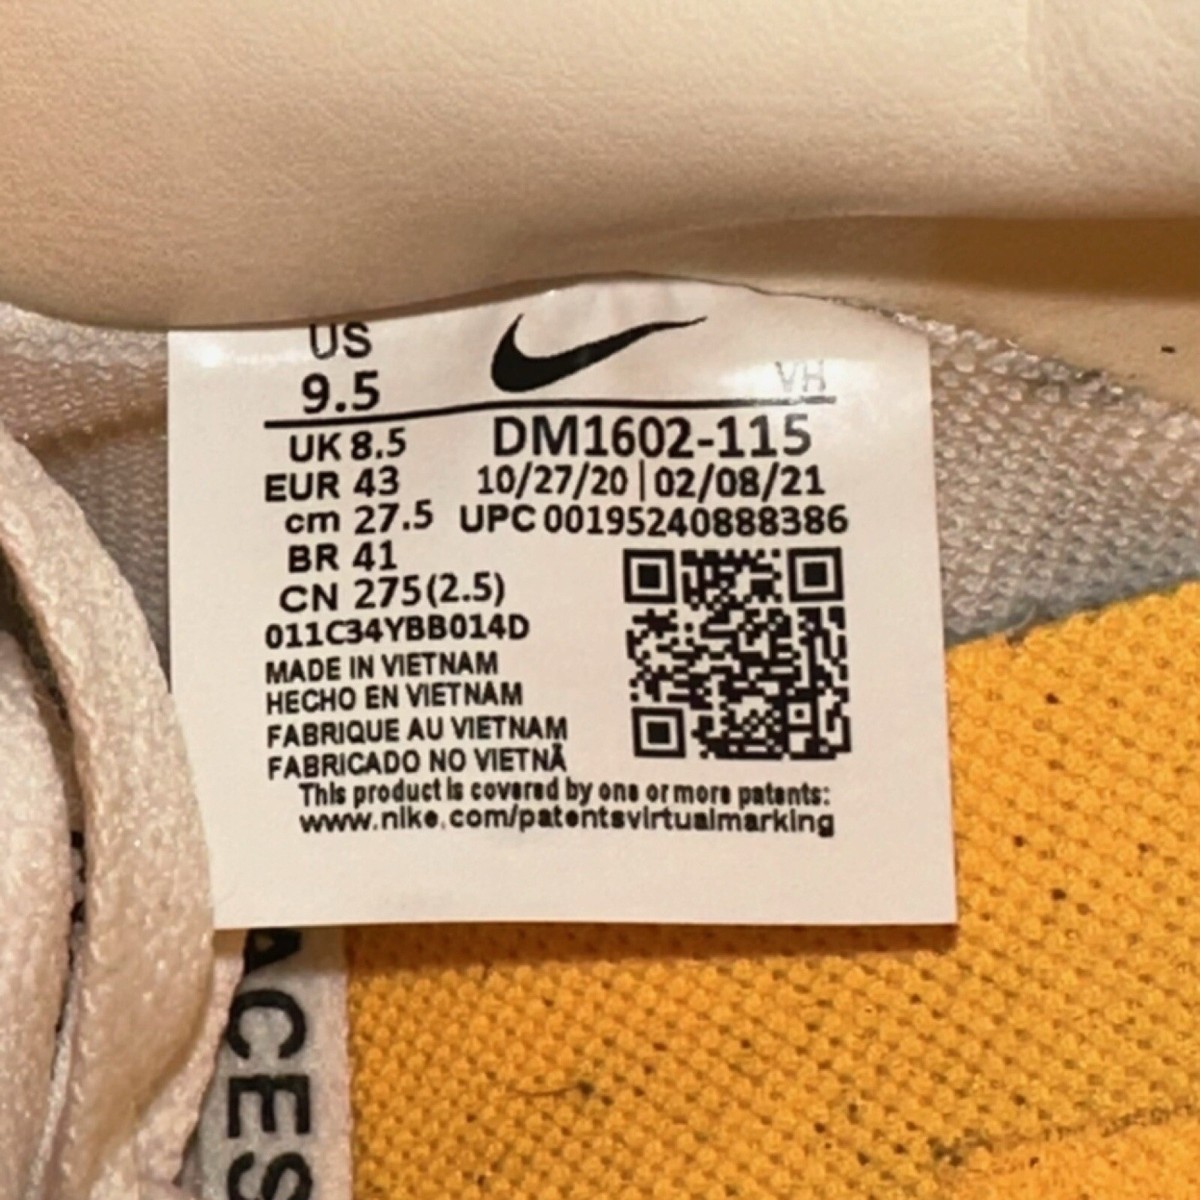 US
9.5
VH
UK 8.5
DM1602-115
EUR 43
10/27/20 | 02/08/21
cm 27.5
UPC 00195240888386
BR 41
CN 275(2.5)
011C34YBB014D
MADE IN VIETNAM
HECHO EN VIETNAM
FABRIQUE AU VIETNAM
FABRICADO NO VIETNÃ
This product is covered by one or more patents:
www.nike.com/patentsvirtualmarking
ACES